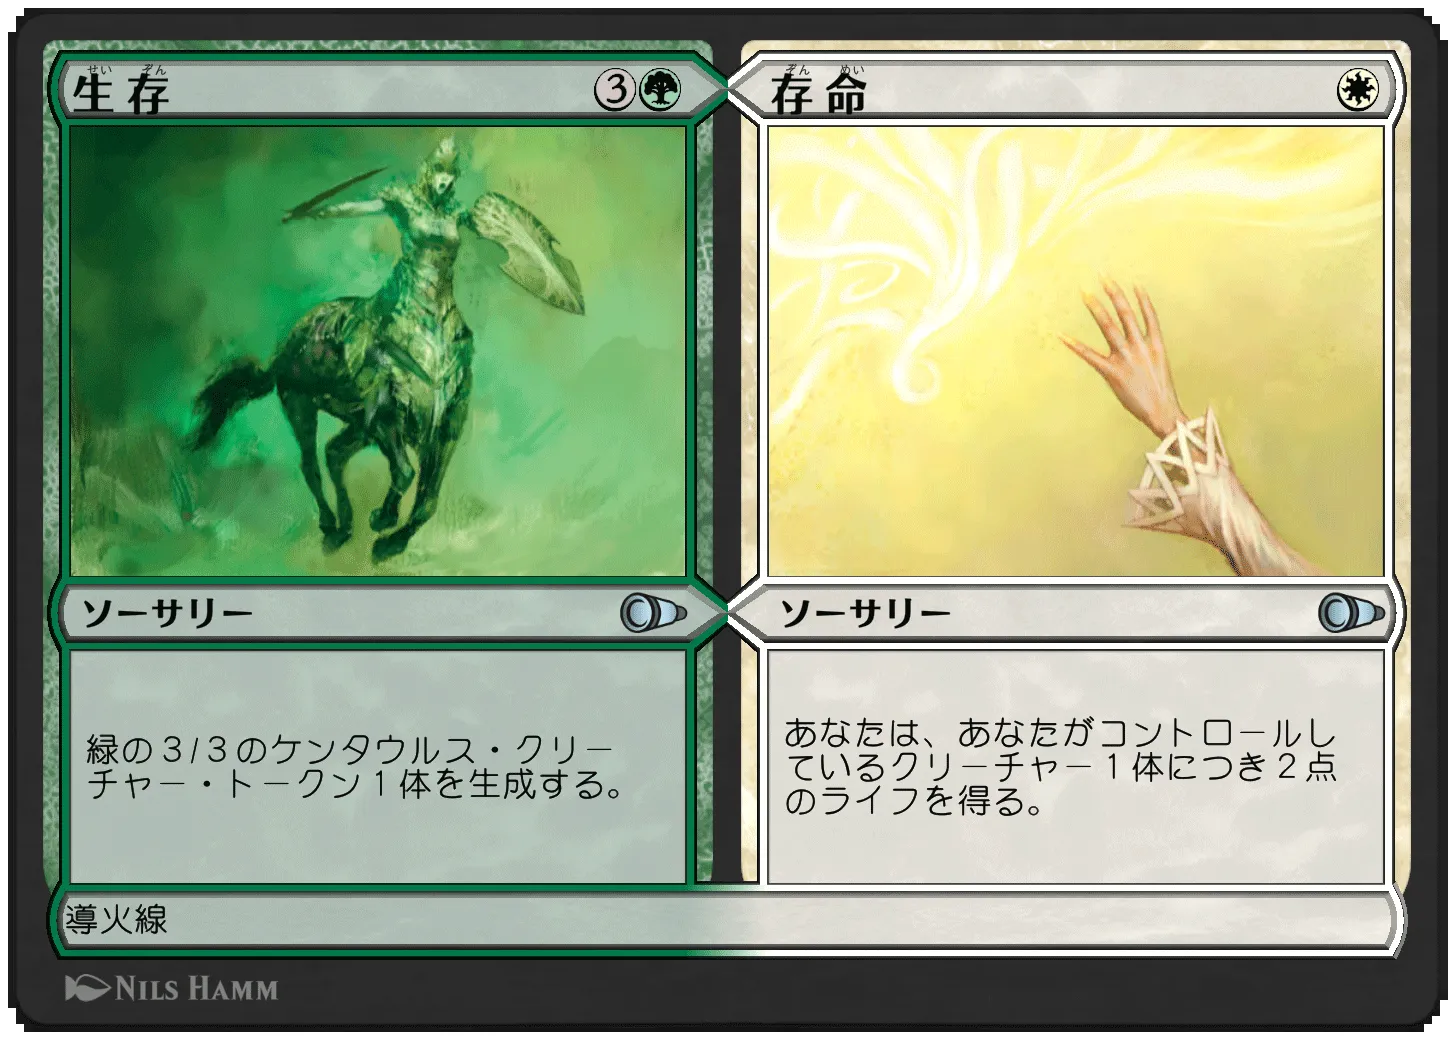 せい ぞん
生存
3
ソーサリー
緑の３/３のケンタウルス・クリー
チャー・トークン１体を生成する。
ぞん めい
存命
ソーサリー
あなたは、あなたがコントロールし
ているクリーチャー１体につき２点
のライフを得る。
導火線
NILS HAMM